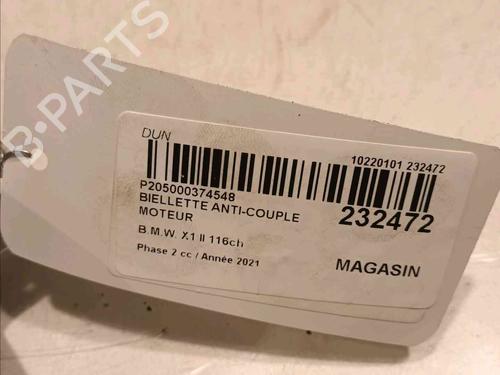 B-PARTS
DUN
10220101 232472
P205000374548
BIELLETTE ANTI-COUPLE
MOTEUR
232472
B.M.W. X1 II 116ch
Phase 2 cc / Année 2021
MAGASIN